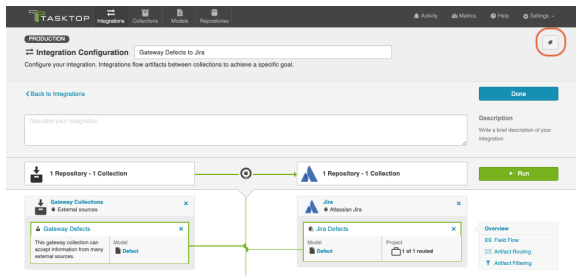 TASKTOP
Integrations
Collections
Models
Repositories
Activity
Metrics
Help
Settings
PRODUCTION
Integration Configuration
Gateway Defects to Jira
Configure your integration. Integrations flow artifacts between collections to achieve a specific goal.
Back to Integrations
Done
Describe your integration
Description
Write a brief description of your
integration.
1 Repository - 1 Collection
1 Repository - 1 Collection
Run
Gateway Collections
External sources
Gateway Defects
This gateway collection can
accept information from many
external sources.
Model
Defect
Jira
Atlassian Jira
Jira Defects
Model
Defect
Project
1 of 1 routed
Overview
Field Flow
Artifact Routing
Artifact Filtering